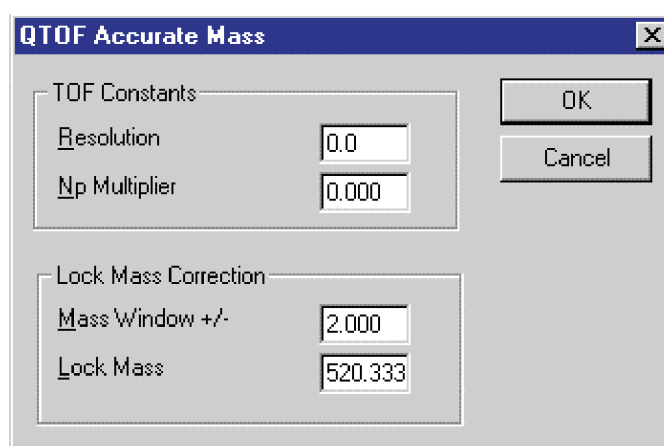 QTOF Accurate Mass
TOF Constants
Resolution 0.0
Np Multiplier 0.000
OK
Cancel
Lock Mass Correction
Mass Window +/- 2.000
Lock Mass 520.333